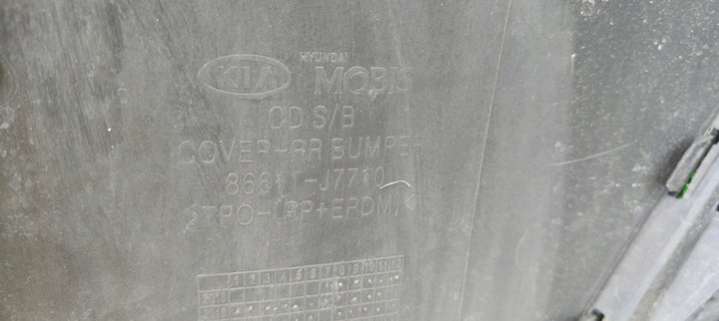 HYUNDAI
KIA MOBIS
CD S/B
COVER-RR BUMPER
86611-J7710
>TPO-(PP+EPDM)<